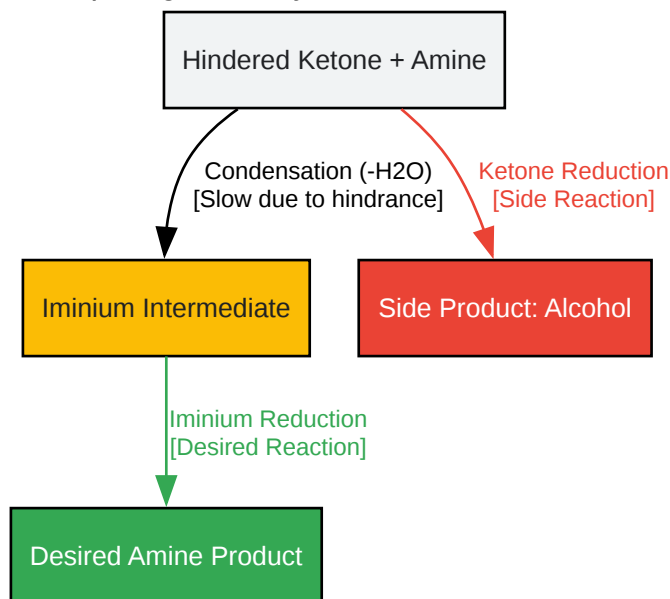 Hindered Ketone + Amine
Condensation (-H2O)
[Slow due to hindrance]
Ketone Reduction
[Side Reaction]
Iminium Intermediate
Side Product: Alcohol
Iminium Reduction
[Desired Reaction]
Desired Amine Product